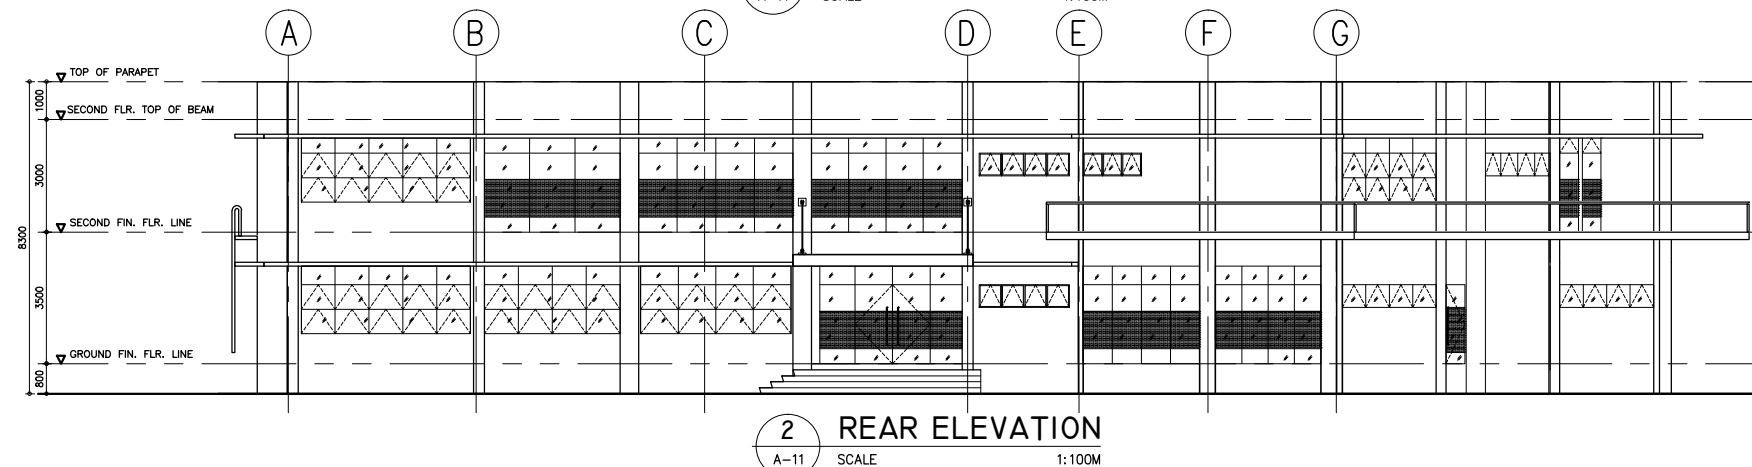 SCALE
A B C D E F G
TOP OF PARAPET
1000
SECOND FLR. TOP OF BEAM
3000
SECOND FIN. FLR. LINE
8300
3500
GROUND FIN. FLR. LINE
800
2 REAR ELEVATION
A-11 SCALE 1:100M